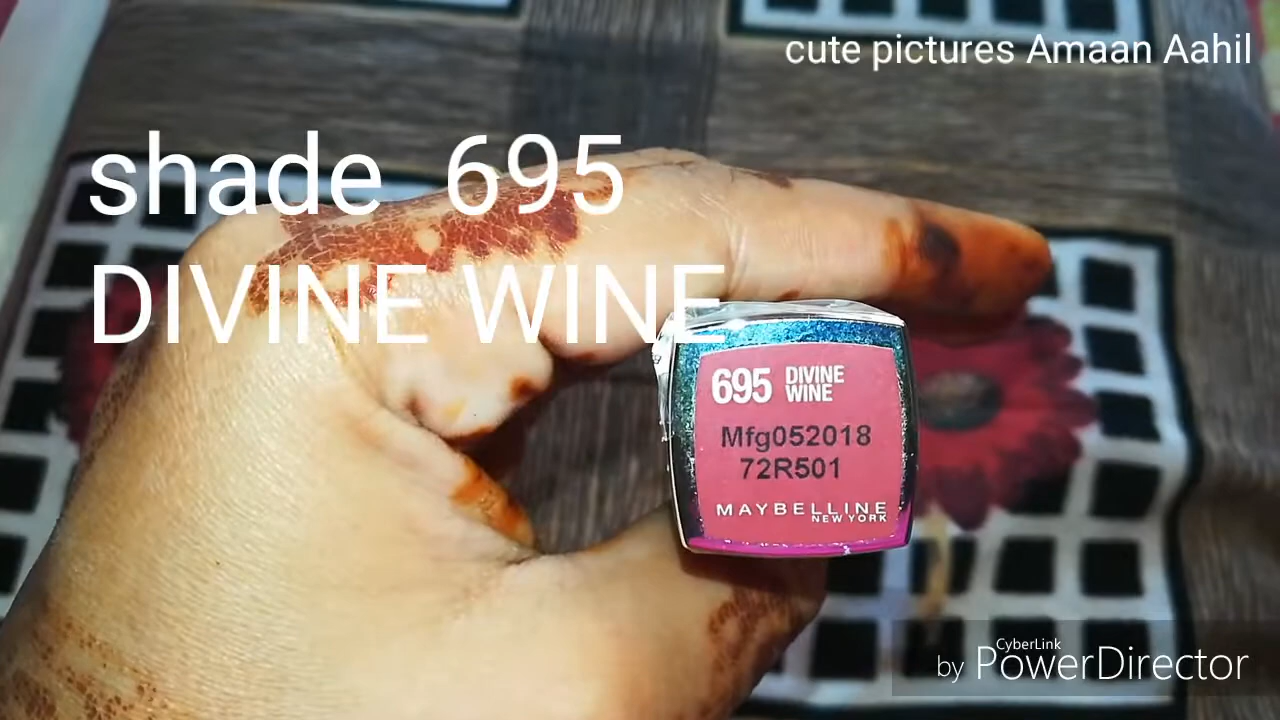 cute pictures Amaan Aahil
shade 695
DIVINE WINE
695 DIVINE
WINE
Mfg052018
72R501
MAYBELLINE
NEW YORK
CyberLink
by PowerDirector